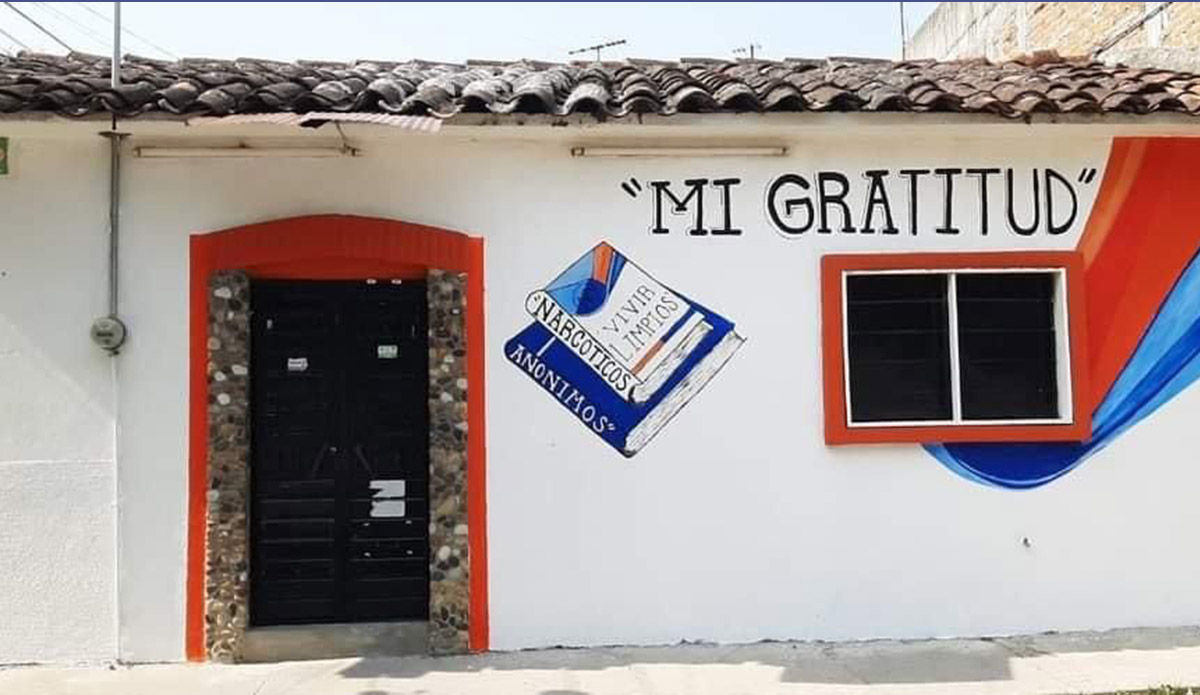 "MI GRATITUD"
VIVIR
LIMPIOS
"NARCOTICOS
ANONIMOS"